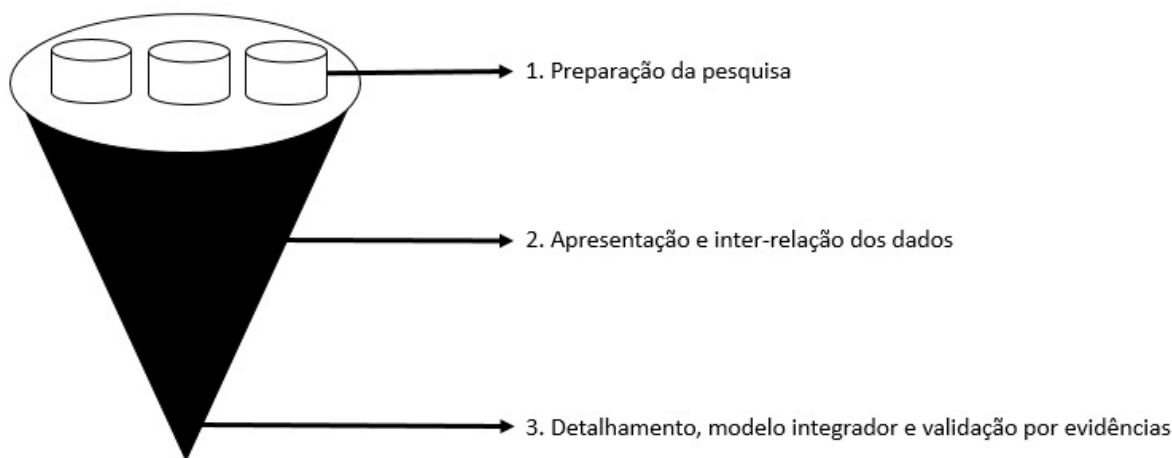 1. Preparação da pesquisa
2. Apresentação e inter-relação dos dados
3. Detalhamento, modelo integrador e validação por evidências